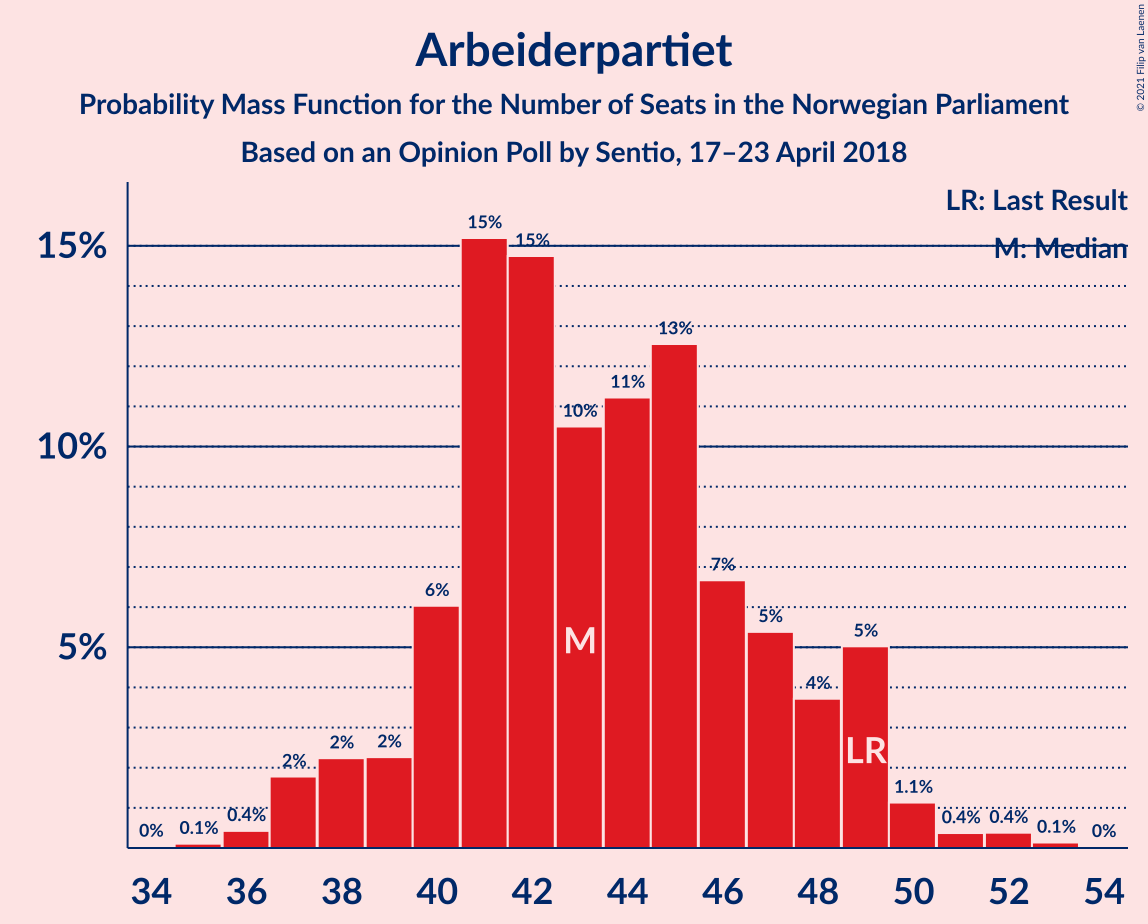 Arbeiderpartiet
Probability Mass Function for the Number of Seats in the Norwegian Parliament
Based on an Opinion Poll by Sentio, 17–23 April 2018
© 2021 Filip van Laenen
LR: Last Result
M: Median
15%
10%
5%
0% 0.1% 0.4% 2% 2% 2% 6% 15% 15% 10% 11% 13% 7% 5% 4% 5% 1.1% 0.4% 0.4% 0.1% 0%
M
LR
34 36 38 40 42 44 46 48 50 52 54